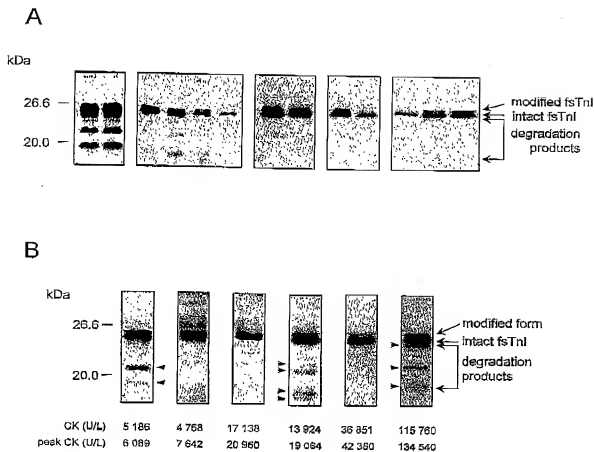 A
kDa
26.6
20.0
modified fsTnI
intact fsTnI
degradation
products
B
kDa
26.6
20.0
modified form
intact fsTnI
degradation
products
CK (U/L) 5 186 4 768 17 138 13 924 36 851 115 760
peak CK (U/L) 6 089 7 642 20 960 19 064 42 380 134 540